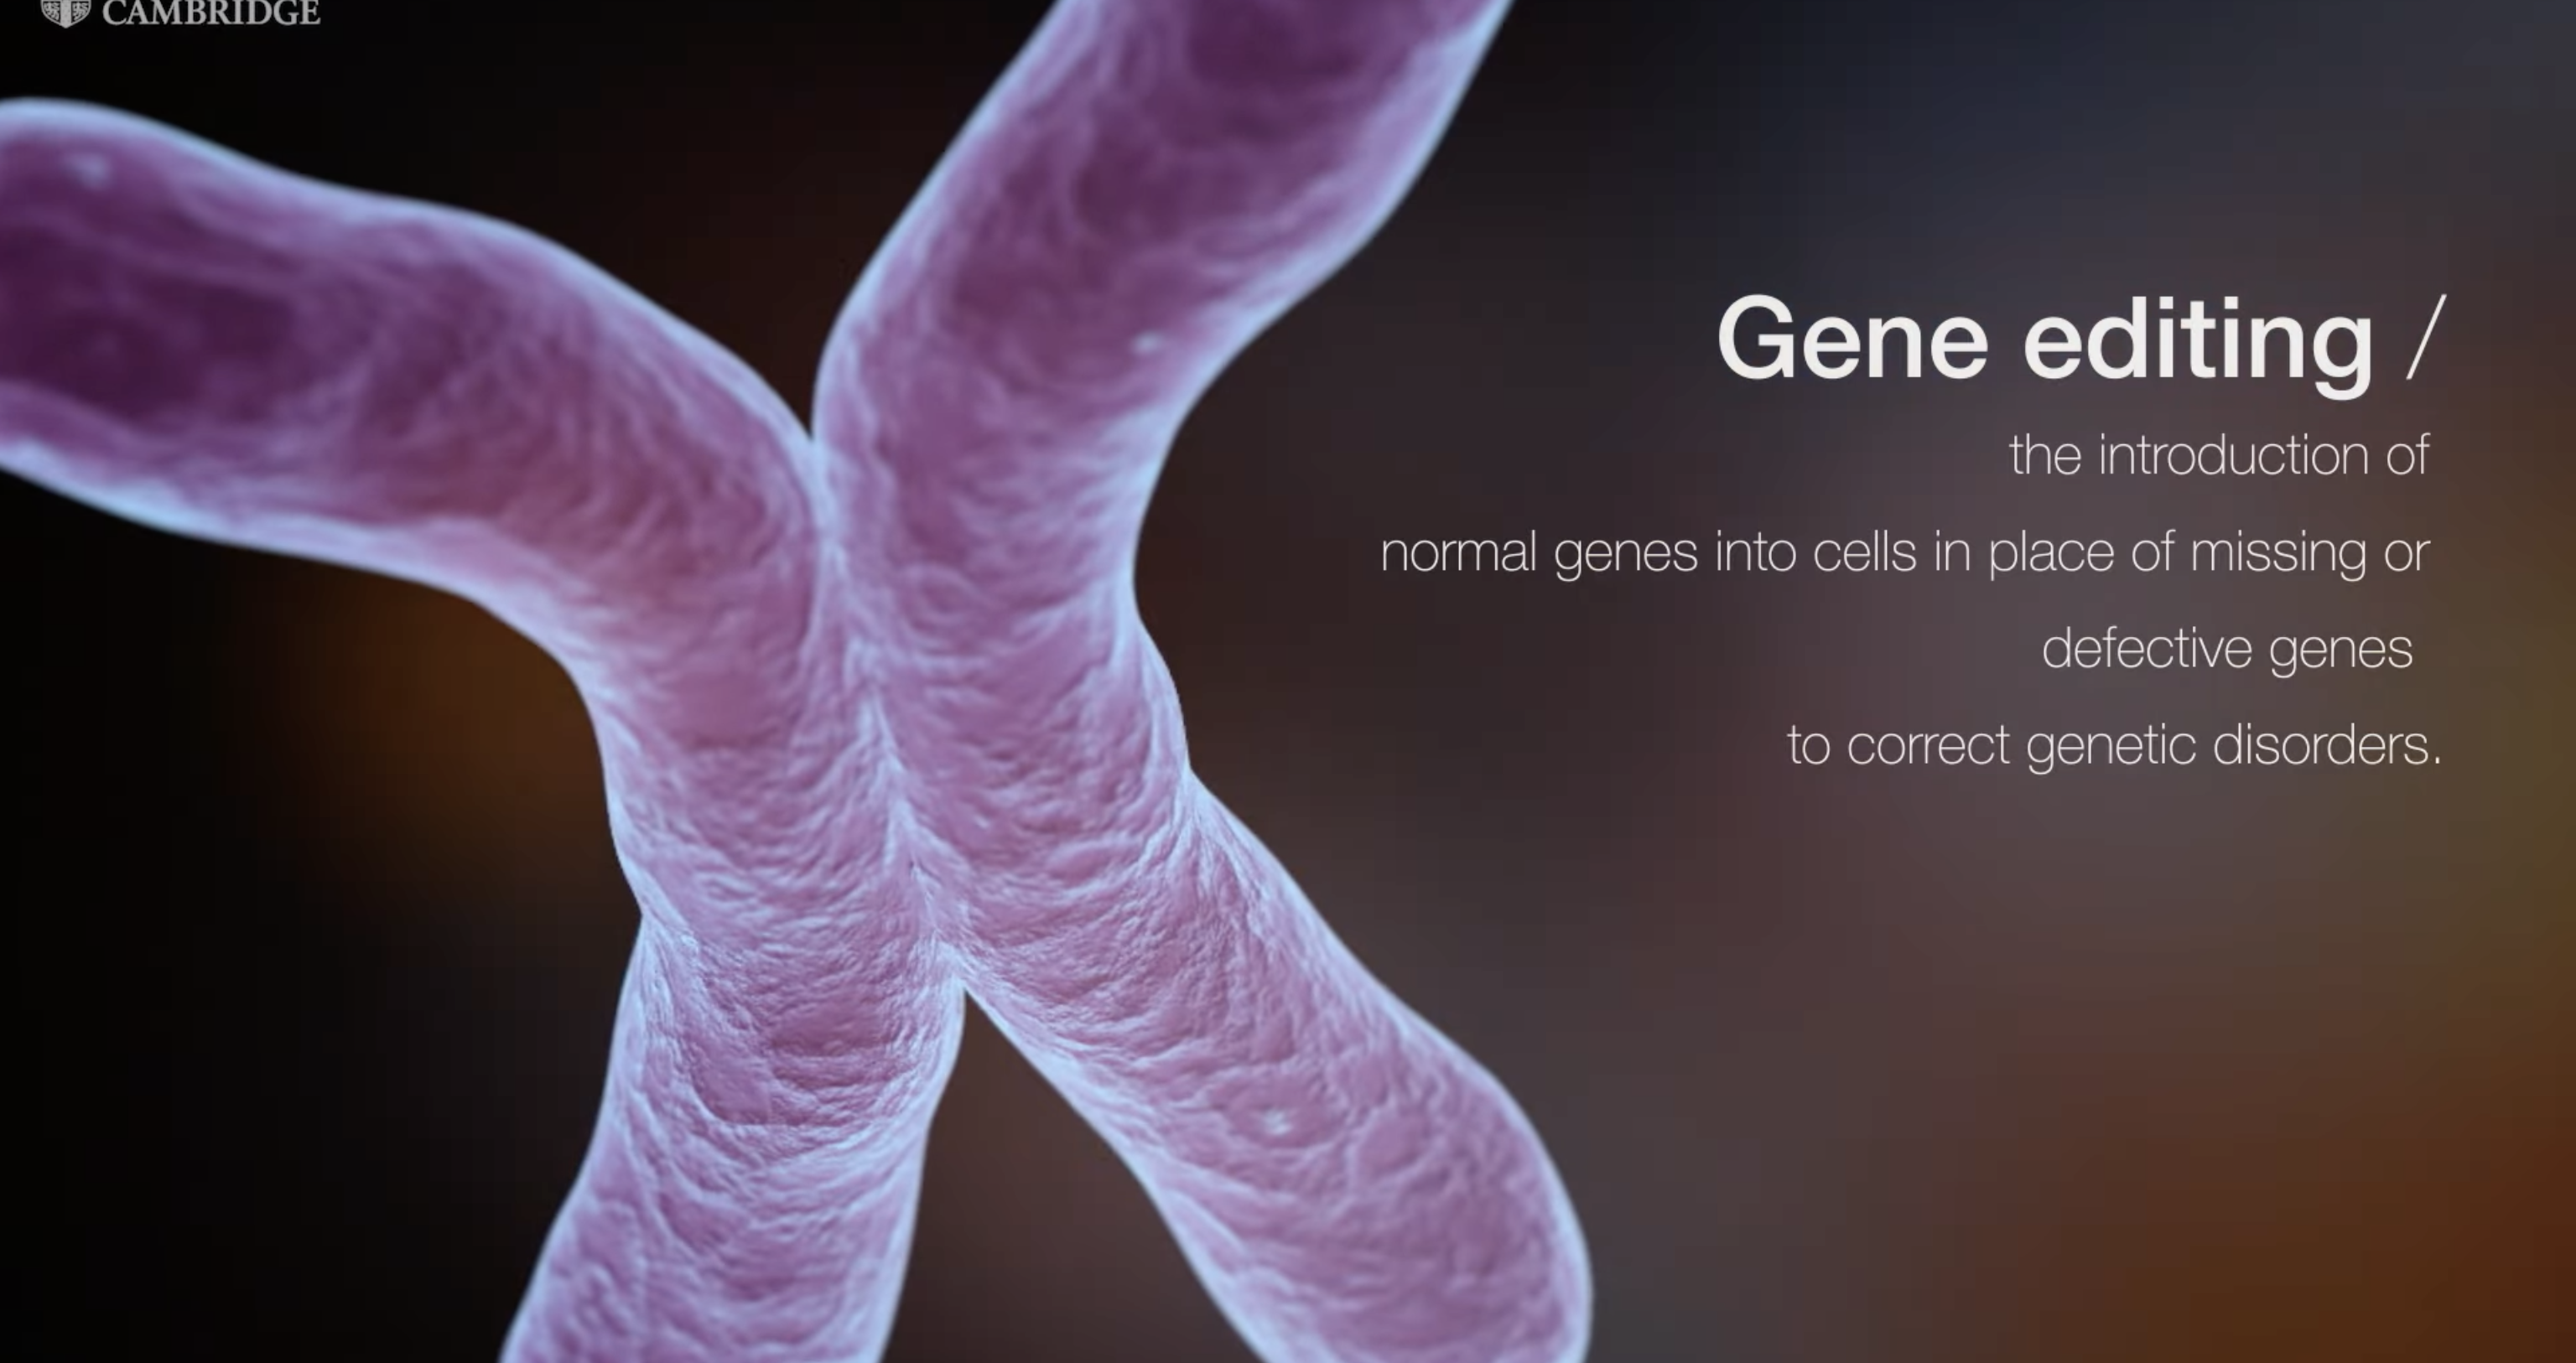 CAMBRIDGE
Gene editing /
the introduction of
normal genes into cells in place of missing or
defective genes
to correct genetic disorders.